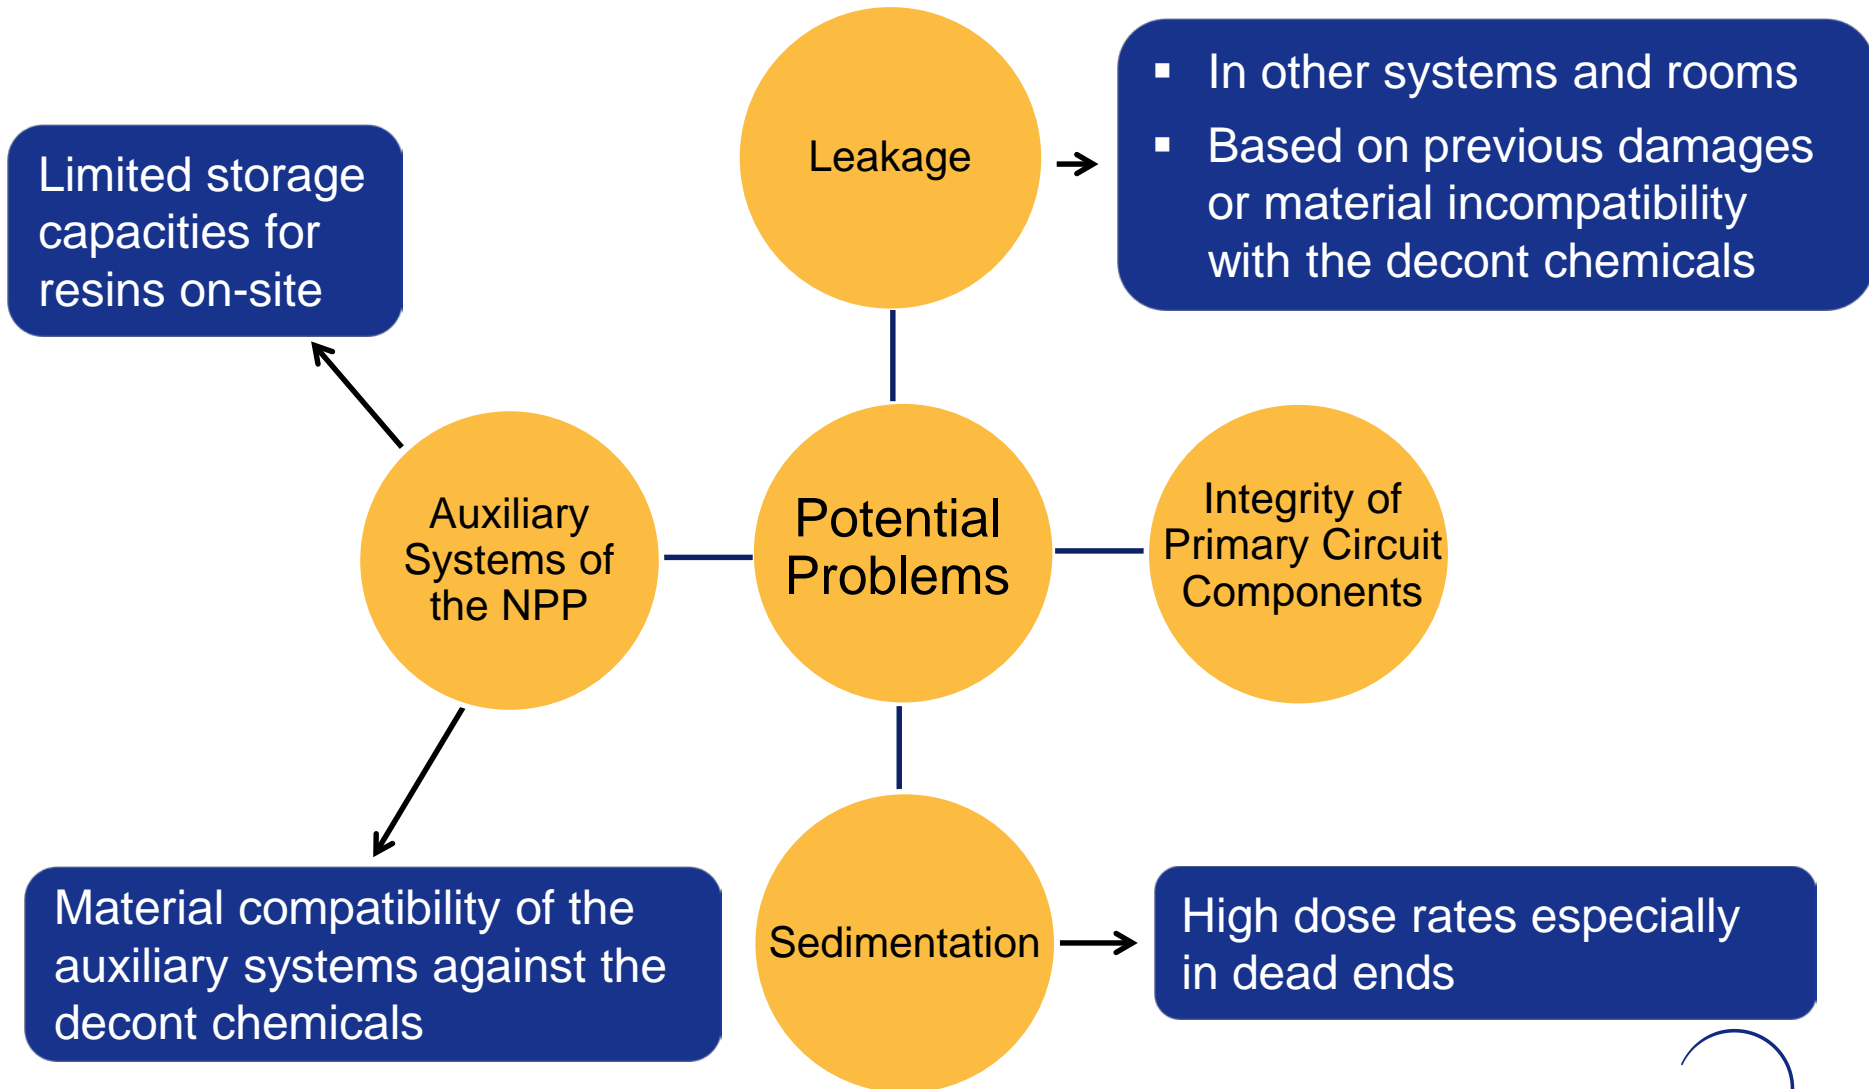 Leakage
▪ In other systems and rooms
▪ Based on previous damages
or material incompatibility
with the decont chemicals
Limited storage
capacities for
resins on-site
Auxiliary
Systems of
the NPP
Potential
Problems
Integrity of
Primary Circuit
Components
Material compatibility of the
auxiliary systems against the
decont chemicals
Sedimentation
High dose rates especially
in dead ends